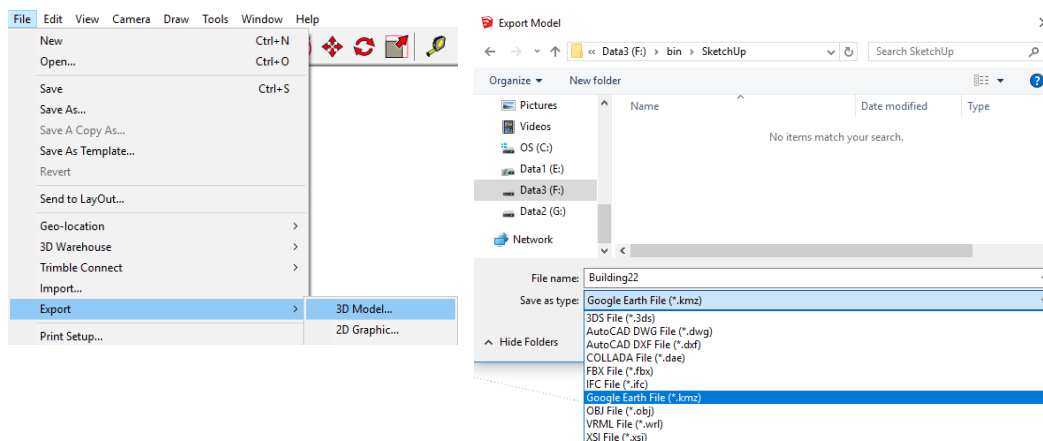 File Edit View Camera Draw Tools Window Help
New Ctrl+N
Open... Ctrl+O
Save Ctrl+S
Save As...
Save A Copy As...
Save As Template...
Revert
Send to LayOut...
Geo-location
3D Warehouse
Trimble Connect
Import...
Export
3D Model...
2D Graphic...
Print Setup...
Export Model
« Data3 (F:) › bin › SketchUp
Search SketchUp
Organize New folder
?
Name Date modified Type
No items match your search.
Pictures
Videos
OS (C:)
Data1 (E:)
Data3 (F:)
Data2 (G:)
Network
File name: Building22
Save as type: Google Earth File (*.kmz)
3DS File (*.3ds)
AutoCAD DWG File (*.dwg)
AutoCAD DXF File (*.dxf)
COLLADA File (*.dae)
FBX File (*.fbx)
IFC File (*.ifc)
Google Earth File (*.kmz)
OBJ File (*.obj)
VRML File (*.wrl)
XSI File (*.xsi)
Hide Folders